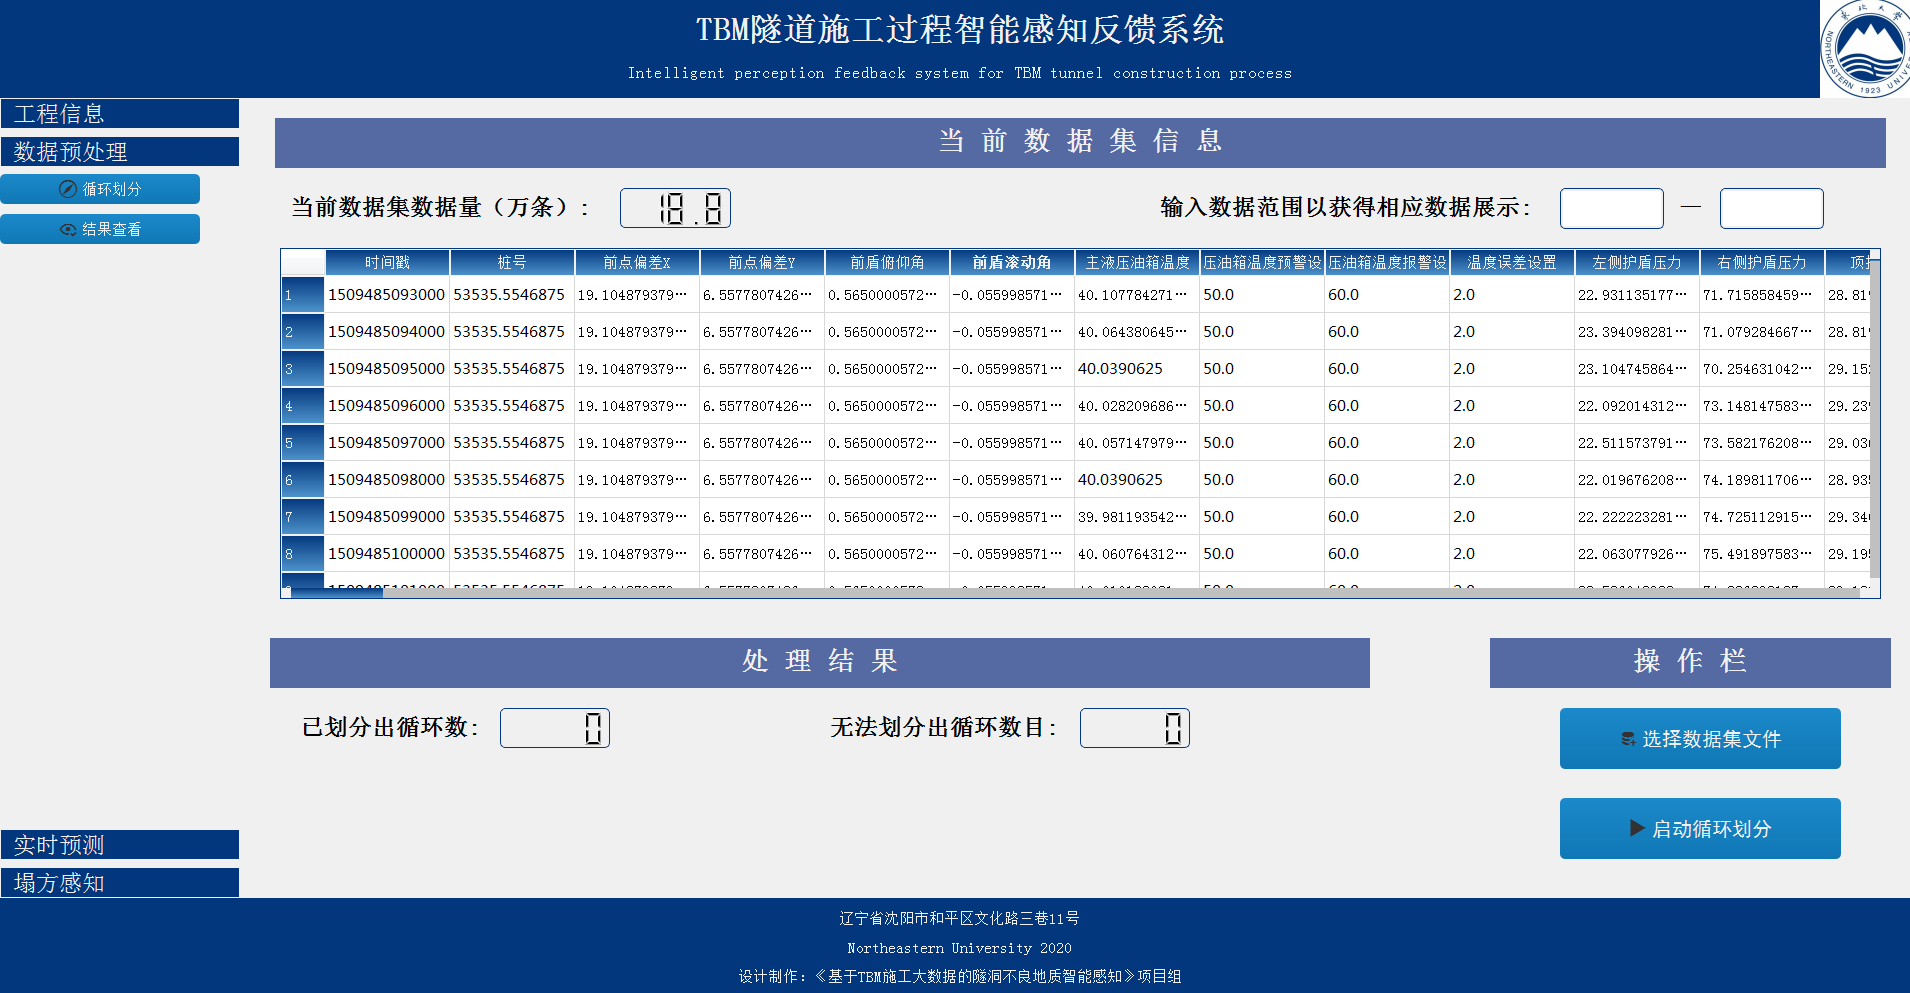 TBM隧道施工过程智能感知反馈系统
Intelligent perception feedback system for TBM tunnel construction process
东北大学
NORTHEASTERN UNIVE
1923
工程信息
数据预处理
循环划分
结果查看
实时预测
塌方感知
当前数据集信息
当前数据集数据量（万条）: 18.8
输入数据范围以获得相应数据展示: —
时间戳 桩号 前点偏差X 前点偏差Y 前盾俯仰角 前盾滚动角 主液压油箱温度 压油箱温度预警设 压油箱温度报警设 温度误差设置 左侧护盾压力 右侧护盾压力 顶
1 1509485093000 53535.5546875 19.104879379··· 6.5577807426··· 0.5650000572··· -0.055998571··· 40.107784271··· 50.0 60.0 2.0 22.931135177··· 71.715858459··· 28.81
2 1509485094000 53535.5546875 19.104879379··· 6.5577807426··· 0.5650000572··· -0.055998571··· 40.064380645··· 50.0 60.0 2.0 23.394098281··· 71.079284667··· 28.81
3 1509485095000 53535.5546875 19.104879379··· 6.5577807426··· 0.5650000572··· -0.055998571··· 40.0390625 50.0 60.0 2.0 23.104745864··· 70.254631042··· 29.15
4 1509485096000 53535.5546875 19.104879379··· 6.5577807426··· 0.5650000572··· -0.055998571··· 40.028209686··· 50.0 60.0 2.0 22.092014312··· 73.148147583··· 29.23
5 1509485097000 53535.5546875 19.104879379··· 6.5577807426··· 0.5650000572··· -0.055998571··· 40.057147979··· 50.0 60.0 2.0 22.511573791··· 73.582176208··· 29.03
6 1509485098000 53535.5546875 19.104879379··· 6.5577807426··· 0.5650000572··· -0.055998571··· 40.0390625 50.0 60.0 2.0 22.019676208··· 74.189811706··· 28.93
7 1509485099000 53535.5546875 19.104879379··· 6.5577807426··· 0.5650000572··· -0.055998571··· 39.981193542··· 50.0 60.0 2.0 22.222223281··· 74.725112915··· 29.34
8 1509485100000 53535.5546875 19.104879379··· 6.5577807426··· 0.5650000572··· -0.055998571··· 40.060764312··· 50.0 60.0 2.0 22.063077926··· 75.491897583··· 29.19
处理结果
已划分出循环数: 0
无法划分出循环数目: 0
操作栏
选择数据集文件
启动循环划分
辽宁省沈阳市和平区文化路三巷11号
Northeastern University 2020
设计制作:《基于TBM施工大数据的隧洞不良地质智能感知》项目组